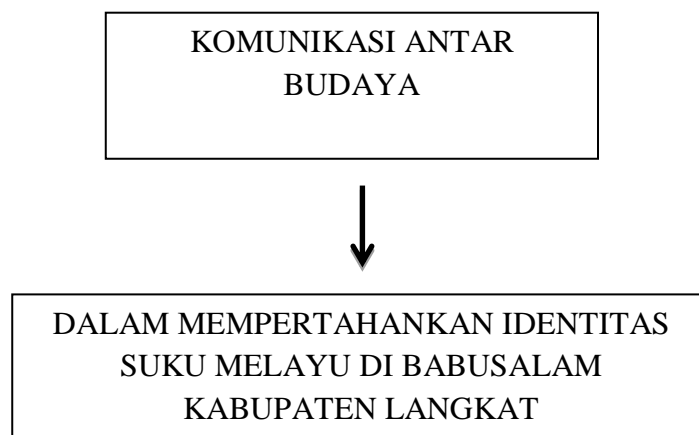 KOMUNIKASI ANTAR
BUDAYA
DALAM MEMPERTAHANKAN IDENTITAS
SUKU MELAYU DI BABUSALAM
KABUPATEN LANGKAT